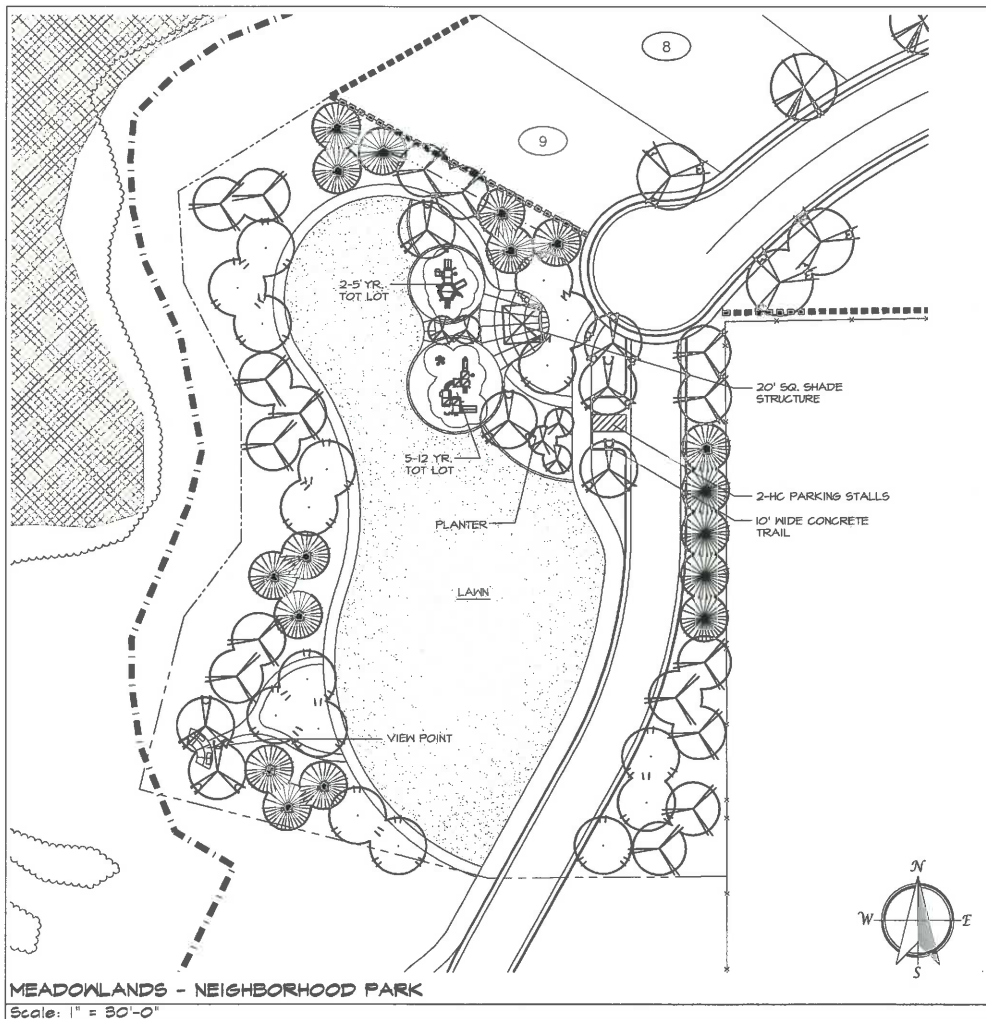 8
9
2-5 YR.
TOT LOT
20' SQ. SHADE
STRUCTURE
5-12 YR.
TOT LOT
2-HC PARKING STALLS
PLANTER
10' WIDE CONCRETE
TRAIL
LAWN
VIEW POINT
N
W
E
S
MEADOWLANDS - NEIGHBORHOOD PARK
Scale: 1" = 30'-0"